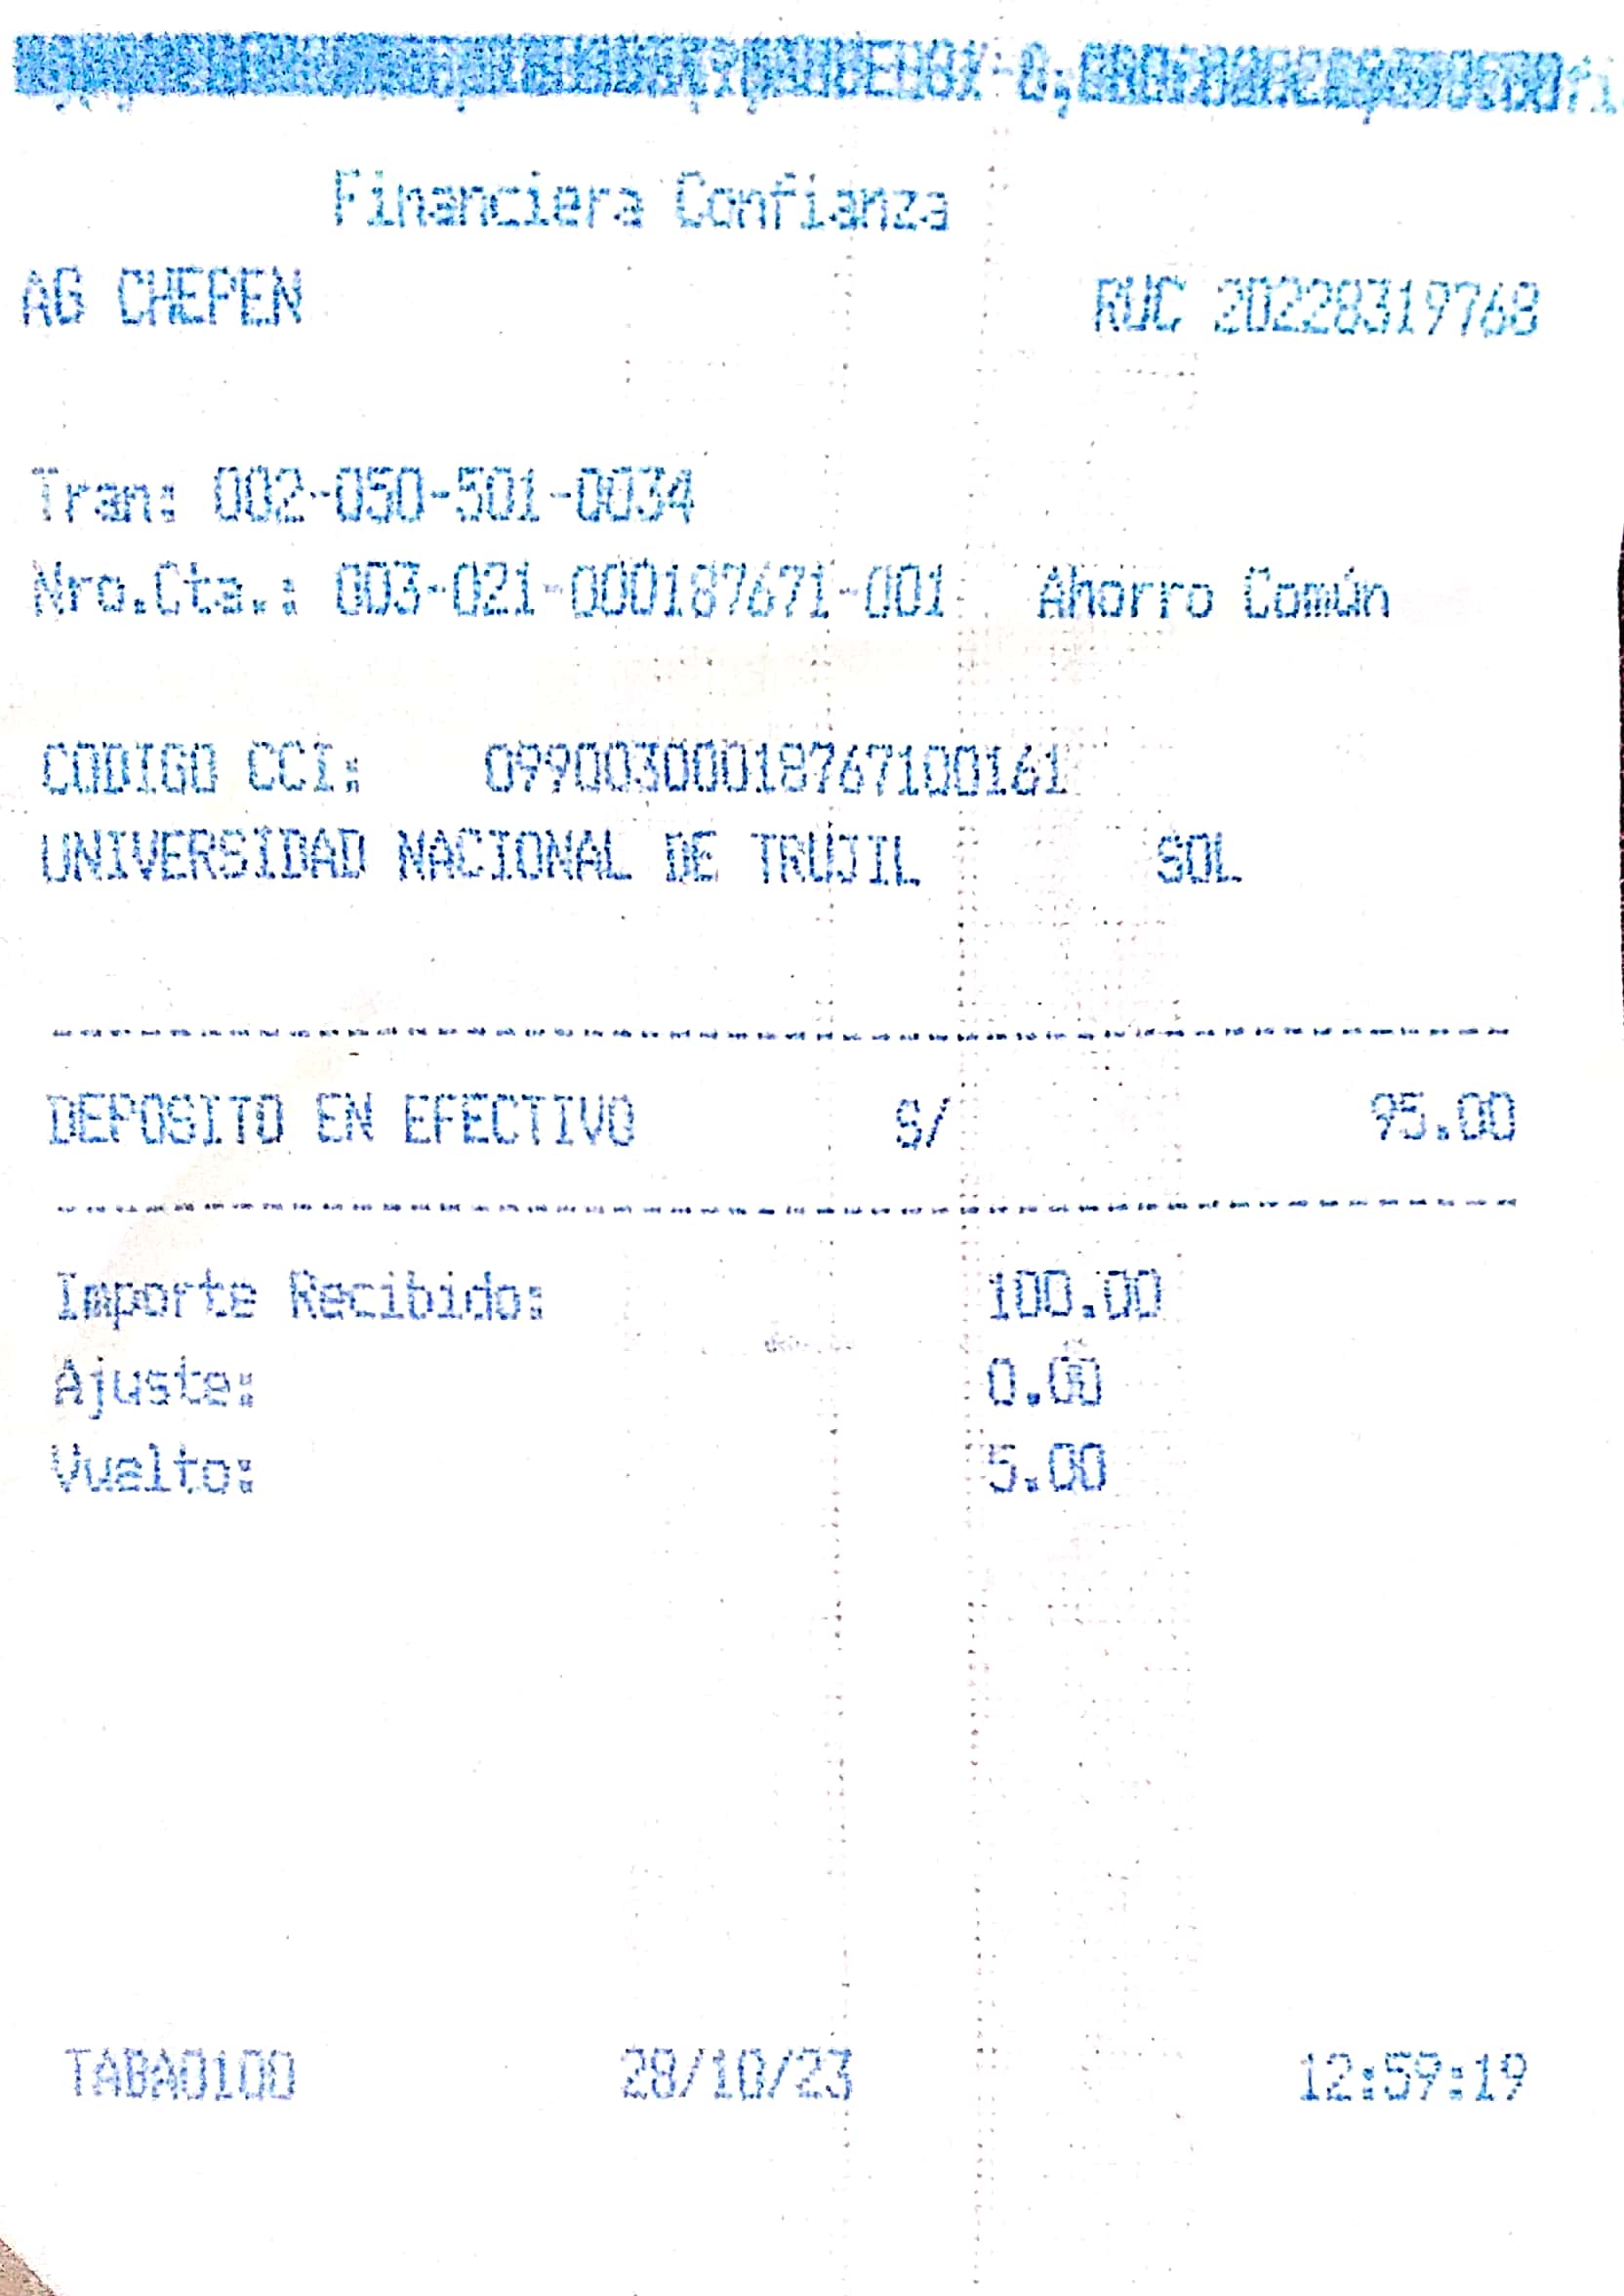 Financiera Confianza
AG CHEPEN RUC 20228319768
Tran: 002-050-501-0034
Nro.Cta.: 003-021-000187671-001 Ahorro Común
CODIGO CCI: 09900300018767100161
UNIVERSIDAD NACIONAL DE TRUJIL SOL
DEPOSITO EN EFECTIVO S/ 95.00
Importe Recibido: 100.00
Ajuste: 0.00
Vuelto: 5.00
TABA0100 28/10/23 12:59:19